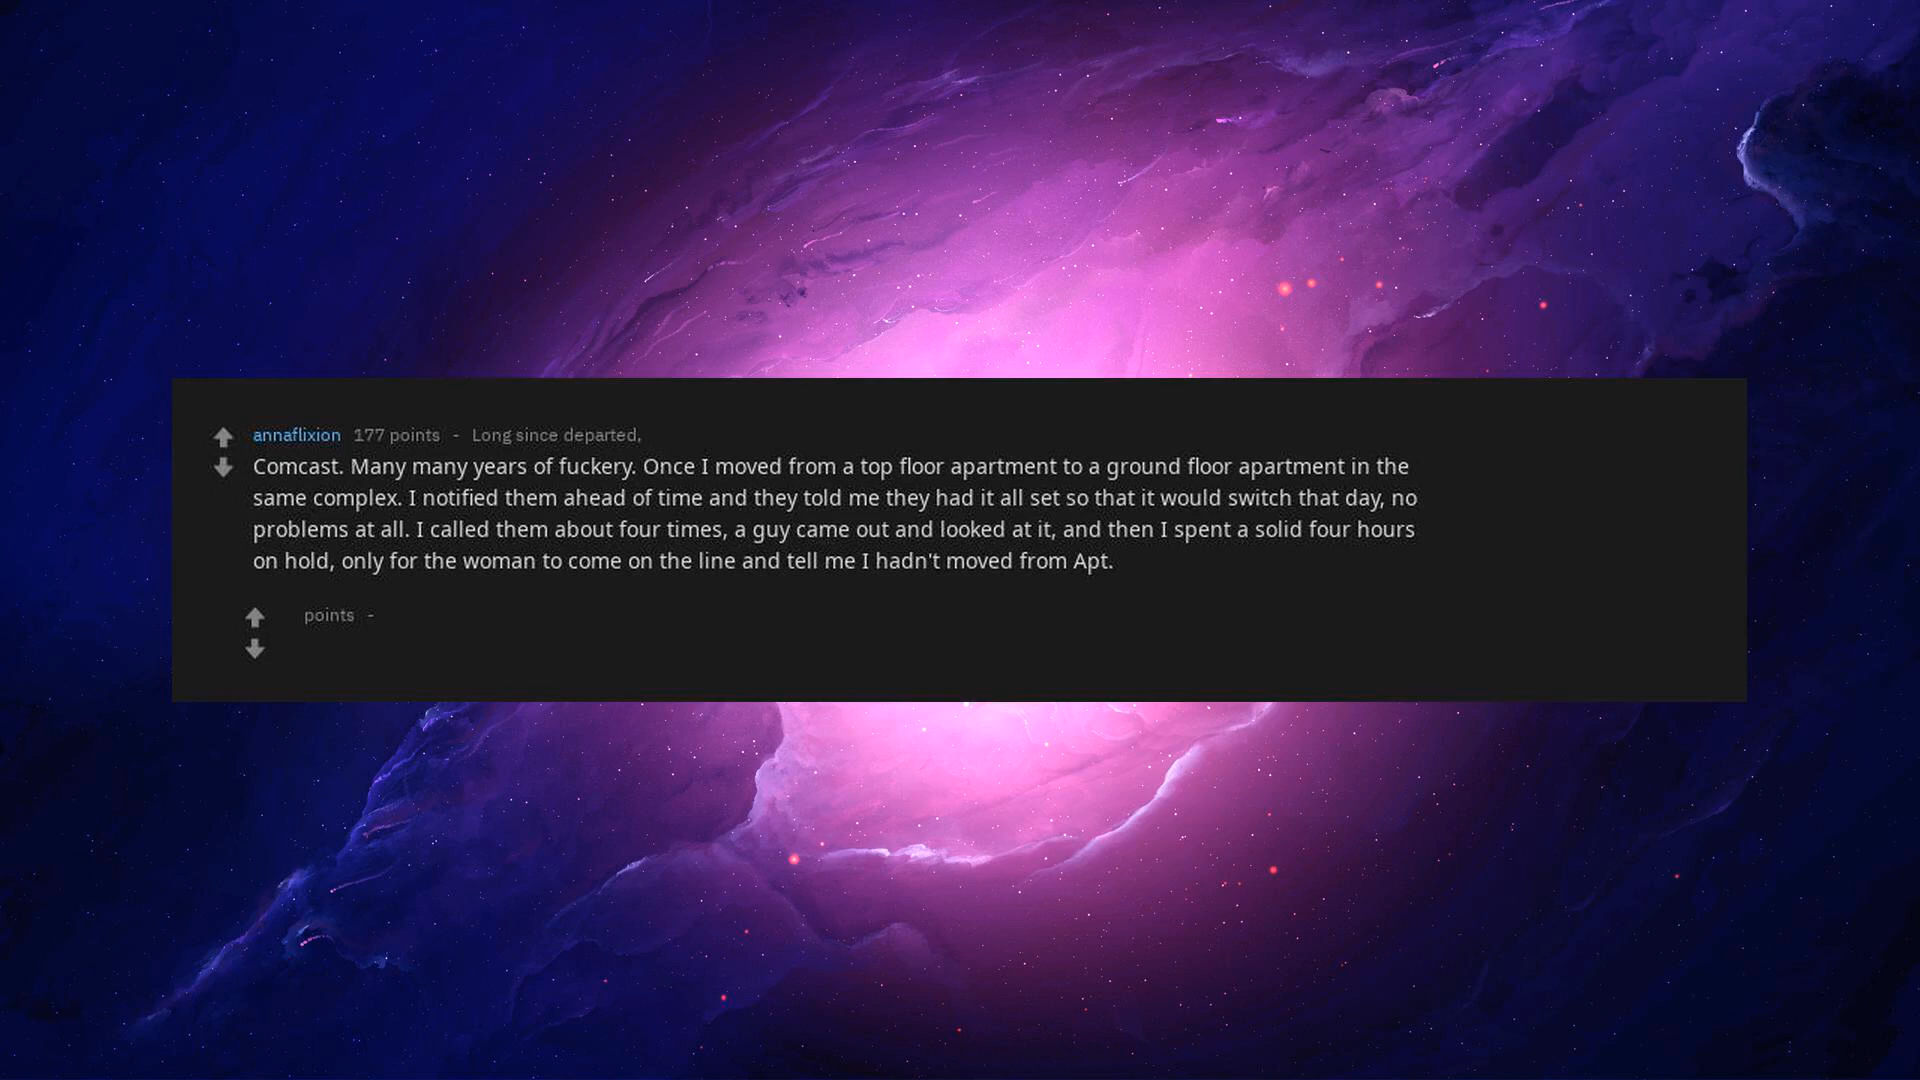 annaflixion 177 points - Long since departed,
Comcast. Many many years of fuckery. Once I moved from a top floor apartment to a ground floor apartment in the
same complex. I notified them ahead of time and they told me they had it all set so that it would switch that day, no
problems at all. I called them about four times, a guy came out and looked at it, and then I spent a solid four hours
on hold, only for the woman to come on the line and tell me I hadn't moved from Apt.
points -